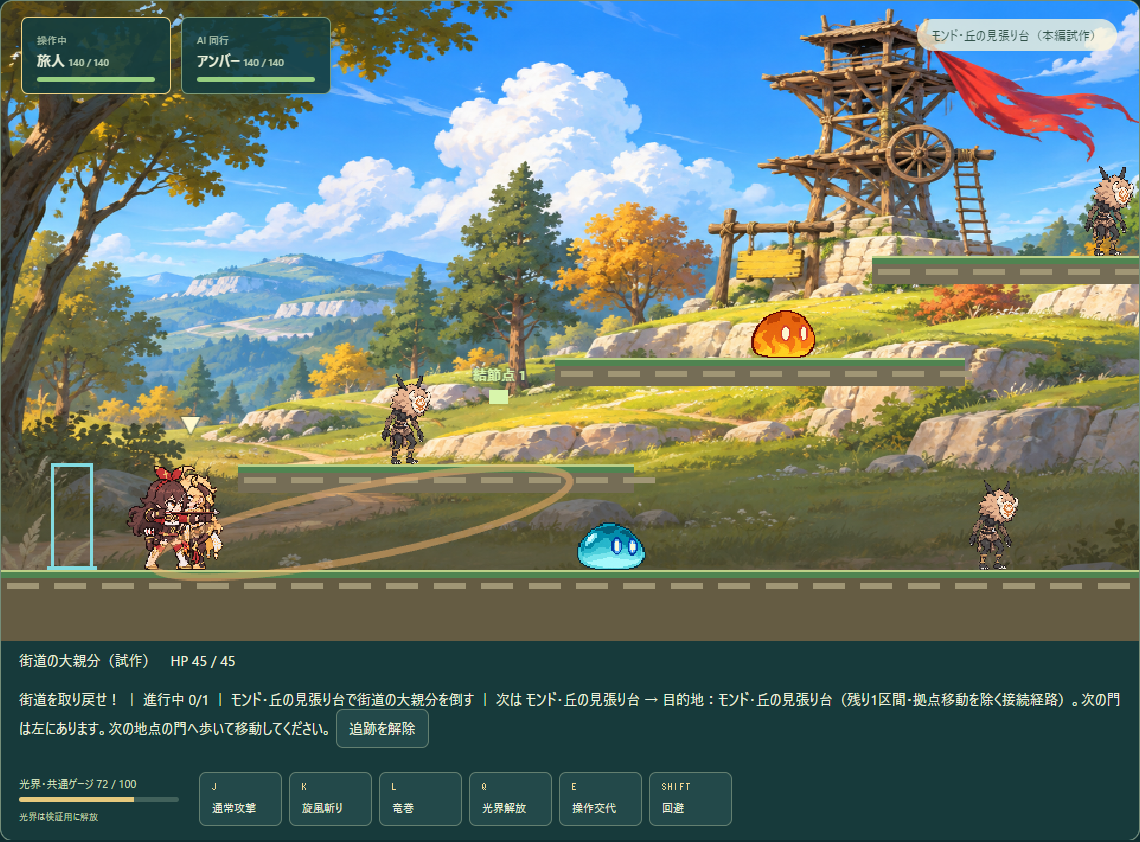 操作中
旅人 140 / 140
AI 同行
アンバー 140 / 140
モンド・丘の見張り台（本編試作）
結節点 1
街道の大親分（試作） HP 45 / 45
街道を取り戻せ！ ｜ 進行中 0/1 ｜ モンド・丘の見張り台で街道の大親分を倒す ｜ 次は モンド・丘の見張り台 → 目的地：モンド・丘の見張り台（残り1区間・拠点移動を除く接続経路）。次の門
は左にあります。次の地点の門へ歩いて移動してください。 追跡を解除
光界・共通ゲージ 72 / 100
光界は検証用に解放
J
通常攻撃
K
旋風斬り
L
竜巻
Q
光界解放
E
操作交代
SHIFT
回避